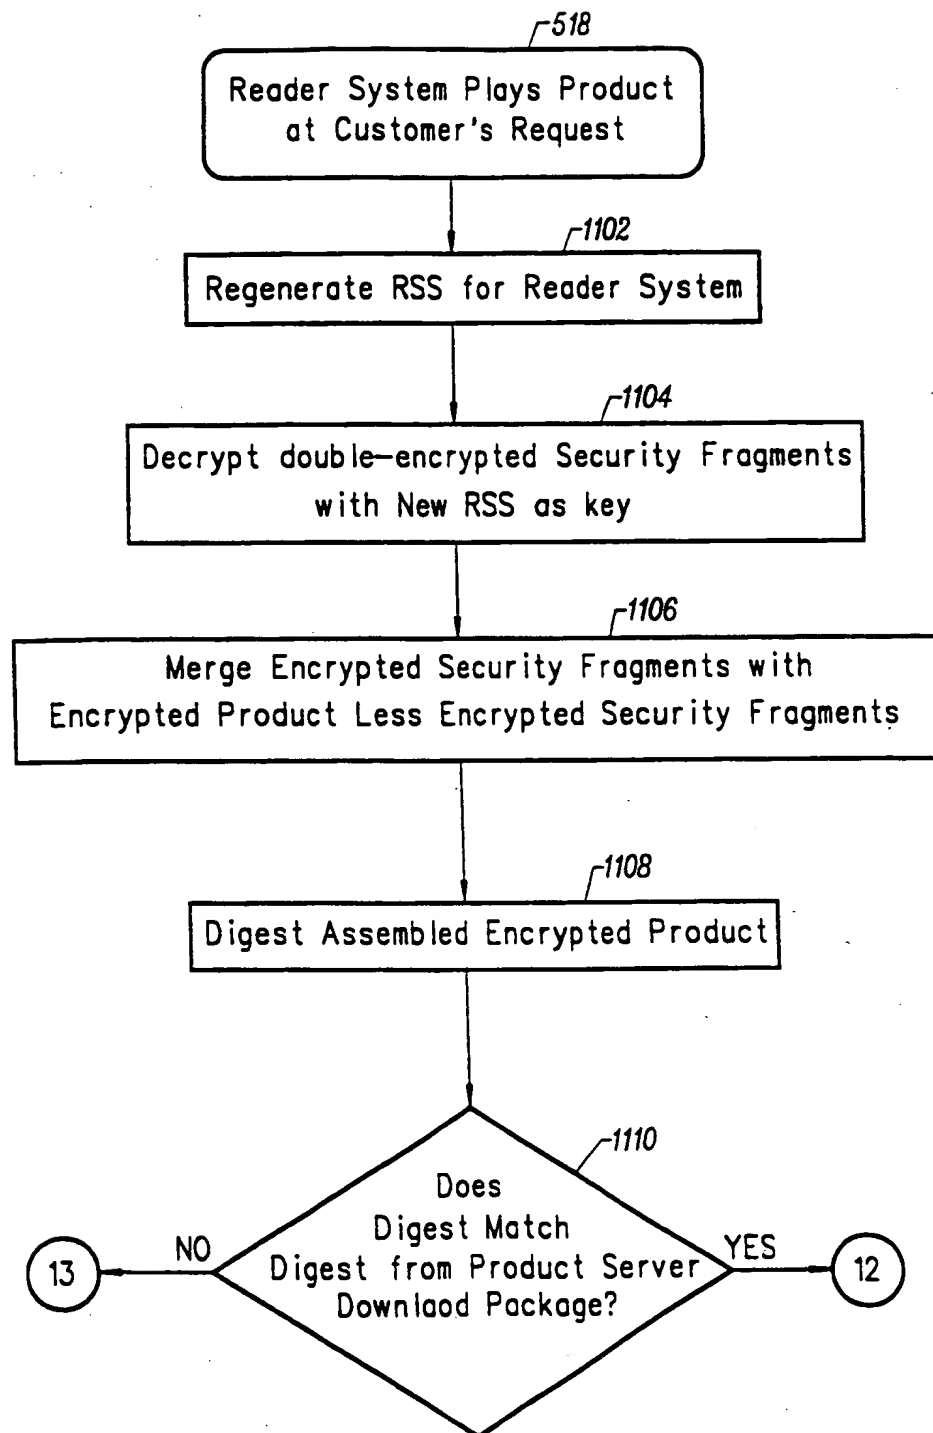 518
Reader System Plays Product
at Customer's Request
1102
Regenerate RSS for Reader System
1104
Decrypt double-encrypted Security Fragments
with New RSS as key
1106
Merge Encrypted Security Fragments with
Encrypted Product Less Encrypted Security Fragments
1108
Digest Assembled Encrypted Product
1110
Does
Digest Match
Digest from Product Server
Downlaod Package?
NO
YES
13
12